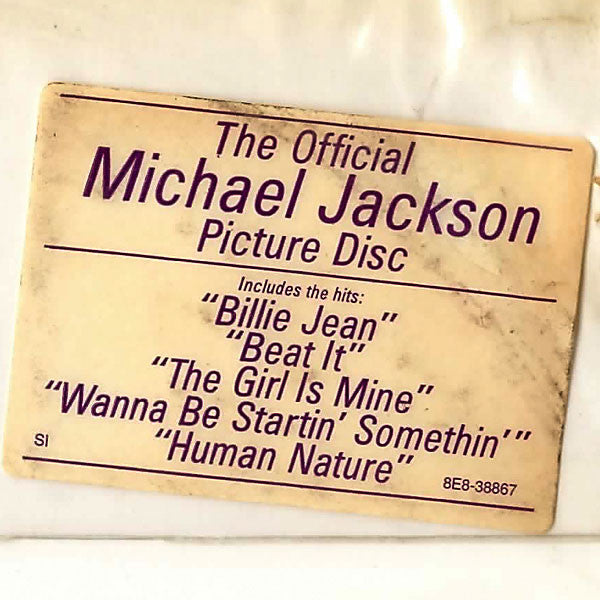 The Official
Michael Jackson
Picture Disc
Includes the hits:
“Billie Jean”
“Beat It”
“The Girl Is Mine”
“Wanna Be Startin’ Somethin’”
“Human Nature”
SI
8E8-38867